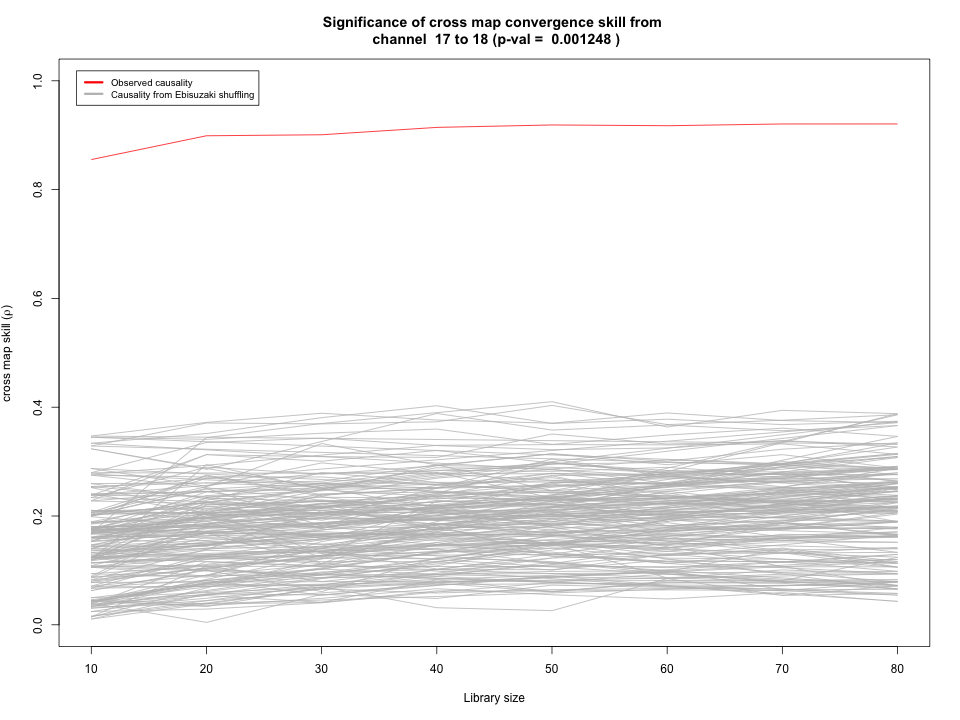 Significance of cross map convergence skill from
channel  17 to 18 (p-val =  0.001248 )
Observed causality
Causality from Ebisuzaki shuffling
cross map skill (ρ)
1.0
0.8
0.6
0.4
0.2
0.0
10 20 30 40 50 60 70 80
Library size